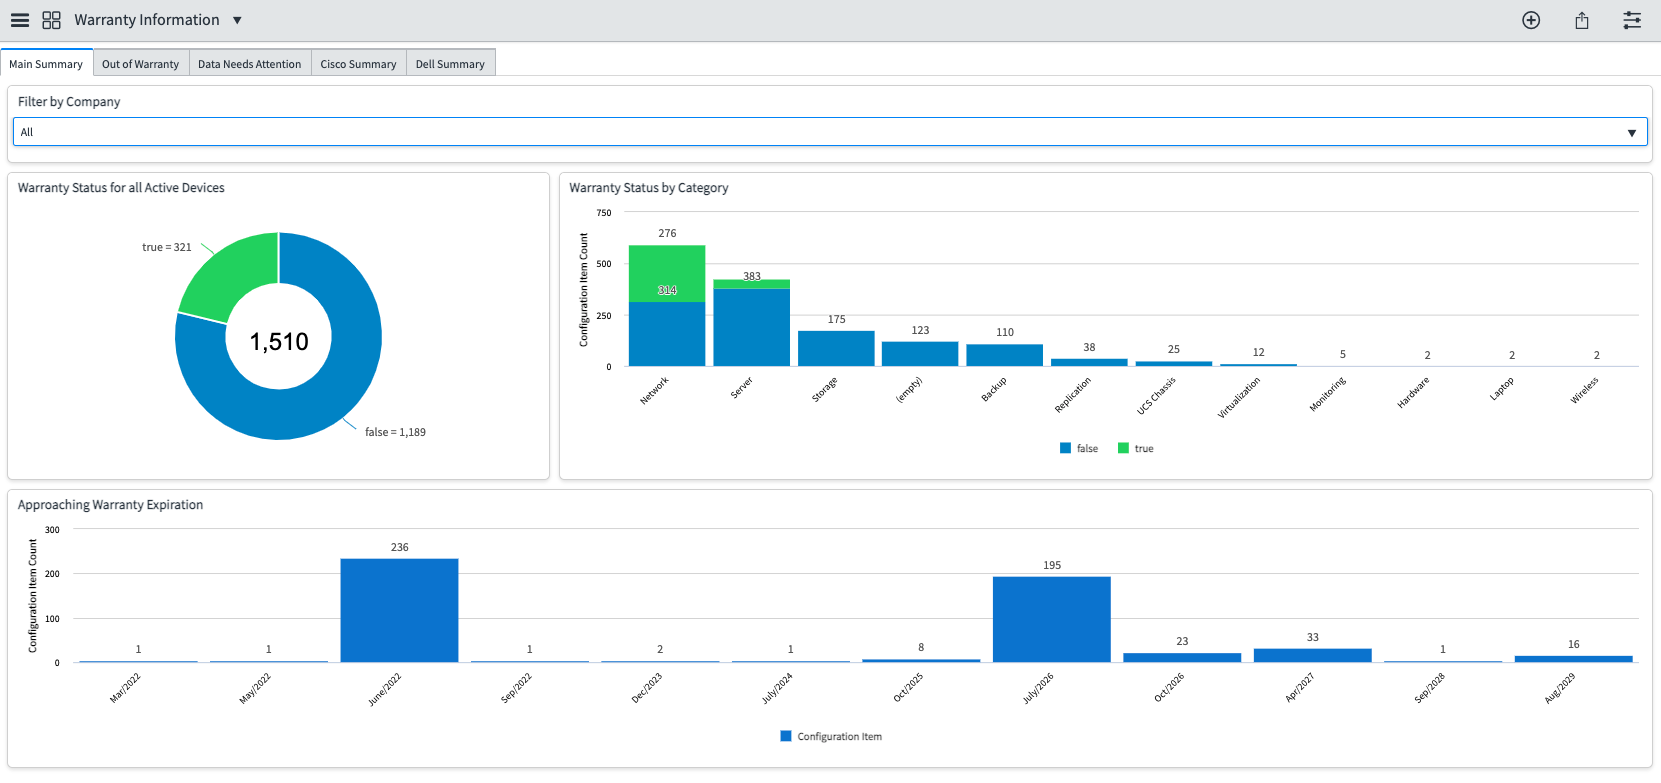 Warranty Information ▼
Main Summary
Out of Warranty
Data Needs Attention
Cisco Summary
Dell Summary
Filter by Company
All
Warranty Status for all Active Devices
true = 321
1,510
false = 1,189
Warranty Status by Category
Configuration Item Count
750
500
250
0
276
314
383
175
123
110
38
25
12
5
2
2
2
Network
Server
Storage
(empty)
Backup
Replication
UCS Chassis
Virtualization
Monitoring
Hardware
Laptop
Wireless
false
true
Approaching Warranty Expiration
Configuration Item Count
300
200
100
0
1
1
236
1
2
1
8
195
23
33
1
16
Mar/2022
May/2022
June/2022
Sep/2022
Dec/2023
July/2024
Oct/2025
July/2026
Oct/2026
Apr/2027
Sep/2028
Aug/2029
Configuration Item